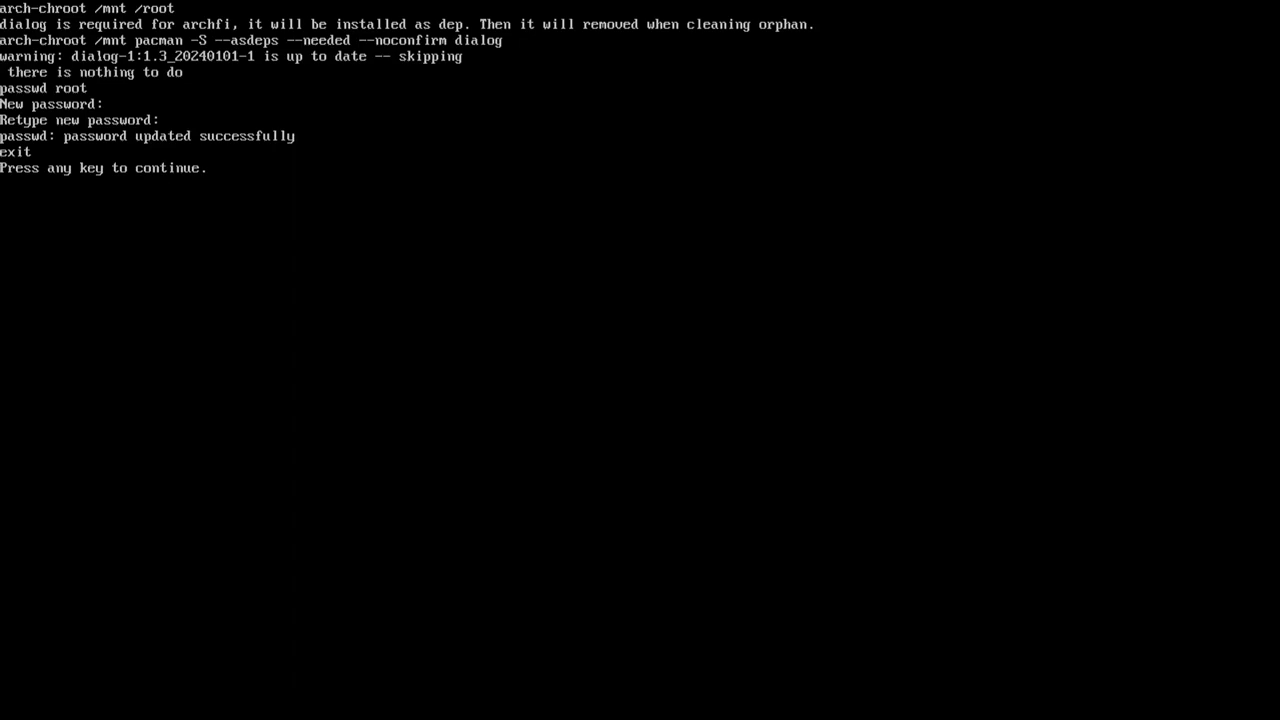 arch-chroot /mnt /root
dialog is required for archfi, it will be installed as dep. Then it will removed when cleaning orphan.
arch-chroot /mnt pacman -S --asdeps --needed --noconfirm dialog
warning: dialog-1:1.3_20240101-1 is up to date -- skipping
 there is nothing to do
passwd root
New password:
Retype new password:
passwd: password updated successfully
exit
Press any key to continue.